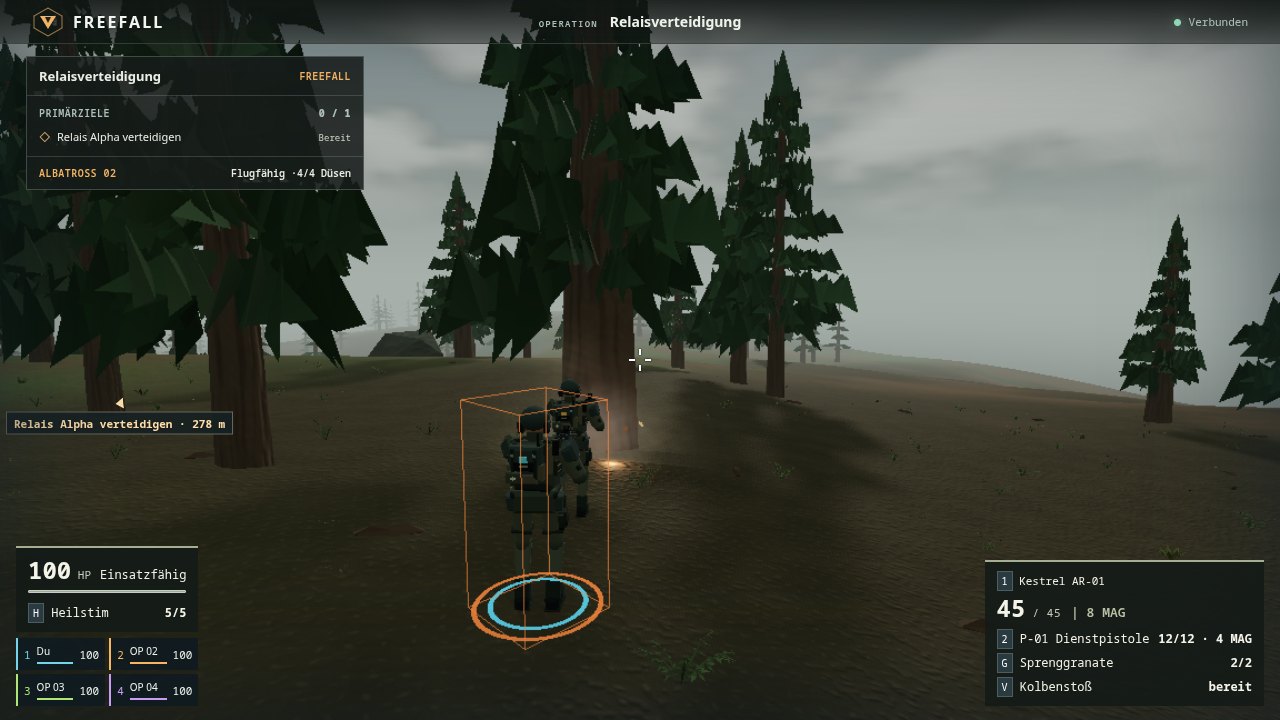 FREEFALL
OPERATION Relaisverteidigung
Verbunden
Relaisverteidigung FREEFALL
PRIMÄRZIELE 0 / 1
Relais Alpha verteidigen Bereit
ALBATROSS 02 Flugfähig ·4/4 Düsen
Relais Alpha verteidigen · 278 m
100 HP Einsatzfähig
H Heilstim 5/5
1 Du 100
2 OP 02 100
3 OP 03 100
4 OP 04 100
1 Kestrel AR-01
45 / 45 | 8 MAG
2 P-01 Dienstpistole 12/12 · 4 MAG
G Sprenggranate 2/2
V Kolbenstoß bereit